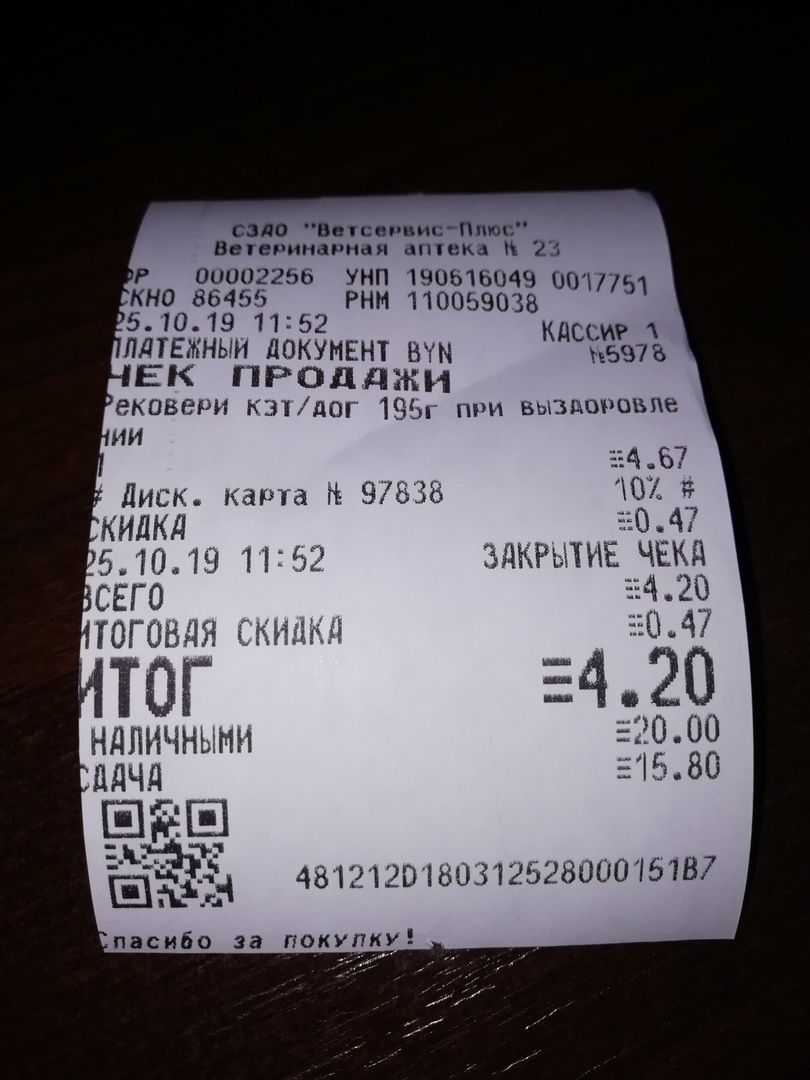 СЗАО "Ветсервис-Плюс"
Ветеринарная аптека № 23
ОР 00002256 УНП 190616049 0017751
СКНО 86455 РНМ 110059038
25.10.19 11:52 КАССИР 1
ПЛАТЕЖНЫЙ ДОКУМЕНТ BYN №5978
ЧЕК ПРОДАЖИ
Рековери кэт/дог 195г при выздоровле
нии
1 ≡4.67
# Диск. карта № 97838 10% #
СКИДКА ≡0.47
25.10.19 11:52 ЗАКРЫТИЕ ЧЕКА
ВСЕГО ≡4.20
ИТОГОВАЯ СКИДКА ≡0.47
ИТОГ ≡4.20
НАЛИЧНЫМИ ≡20.00
СДАЧА ≡15.80
481212D180312528000151B7
Спасибо за покупку!